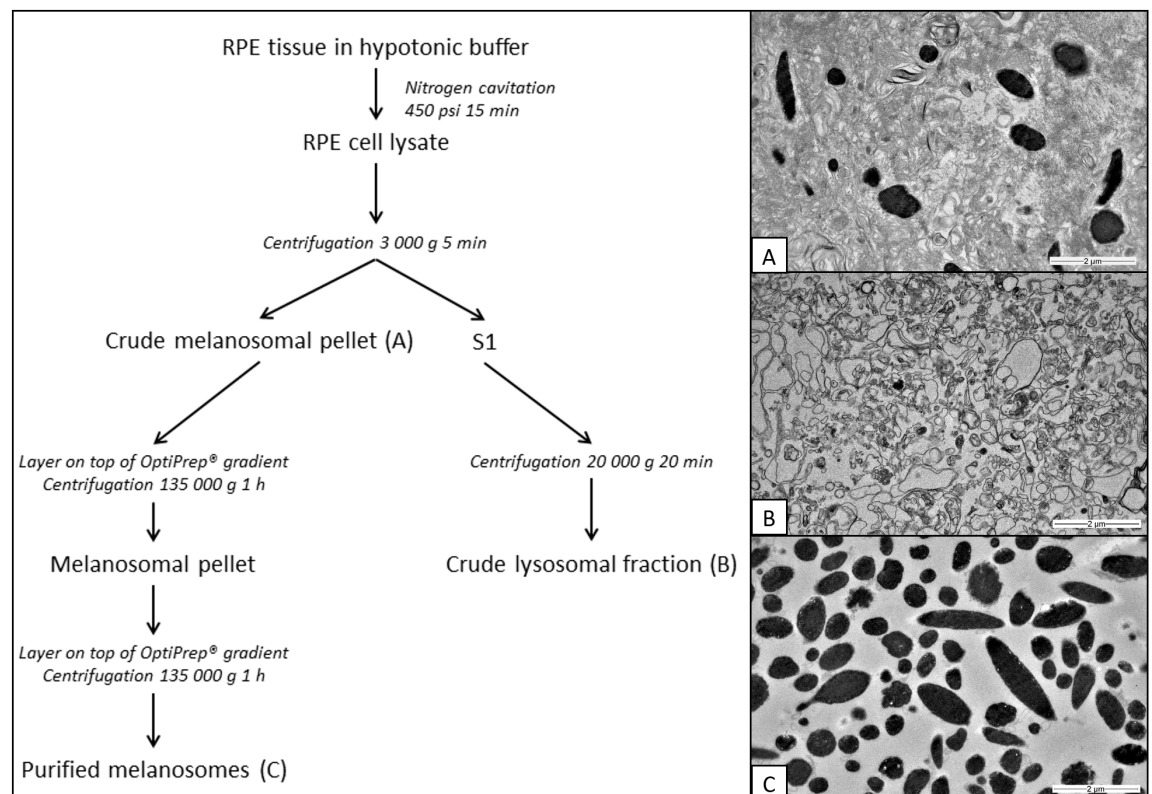 RPE tissue in hypotonic buffer
Nitrogen cavitation
450 psi 15 min
RPE cell lysate
Centrifugation 3 000 g 5 min
Crude melanosomal pellet (A)
S1
Layer on top of OptiPrep® gradient
Centrifugation 135 000 g 1 h
Centrifugation 20 000 g 20 min
Melanosomal pellet
Crude lysosomal fraction (B)
Layer on top of OptiPrep® gradient
Centrifugation 135 000 g 1 h
Purified melanosomes (C)
A
2 µm
B
2 µm
C
2 µm